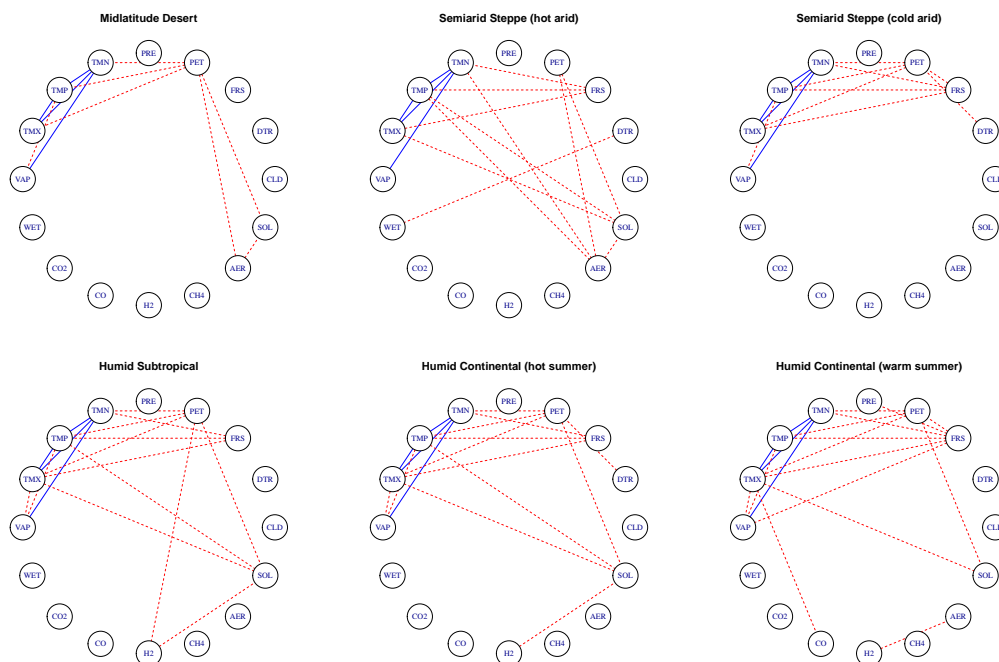 Midlatitude Desert
PRE
TMN
PET
TMP
FRS
TMX
DTR
VAP
CLD
WET
SOL
CO2
AER
CO
CH4
H2
Semiarid Steppe (hot arid)
PRE
TMN
PET
TMP
FRS
TMX
DTR
VAP
CLD
WET
SOL
CO2
AER
CO
CH4
H2
Semiarid Steppe (cold arid)
PRE
TMN
PET
TMP
FRS
TMX
DTR
VAP
CLD
WET
SOL
CO2
AER
CO
CH4
H2
Humid Subtropical
PRE
TMN
PET
TMP
FRS
TMX
DTR
VAP
CLD
WET
SOL
CO2
AER
CO
CH4
H2
Humid Continental (hot summer)
PRE
TMN
PET
TMP
FRS
TMX
DTR
VAP
CLD
WET
SOL
CO2
AER
CO
CH4
H2
Humid Continental (warm summer)
PRE
TMN
PET
TMP
FRS
TMX
DTR
VAP
CLD
WET
SOL
CO2
AER
CO
CH4
H2